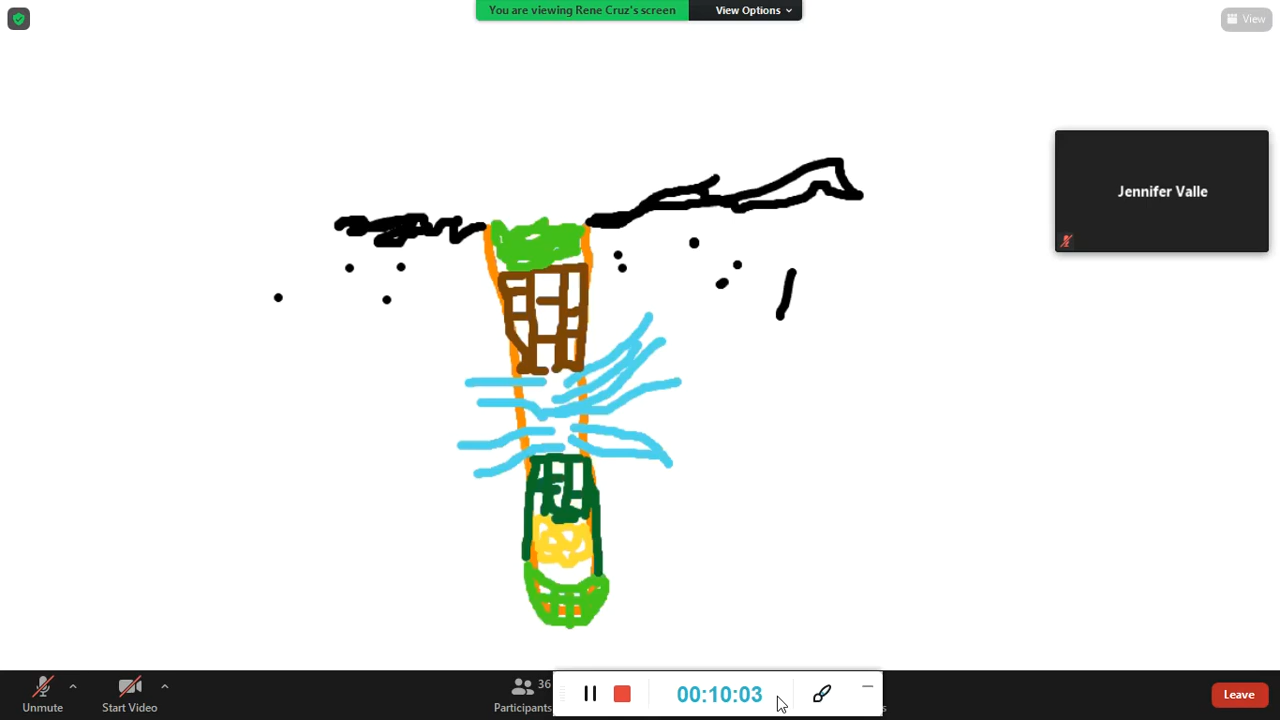 You are viewing Rene Cruz's screen
View Options
View
Jennifer Valle
36
00:10:03
Unmute
Start Video
Participants
Leave